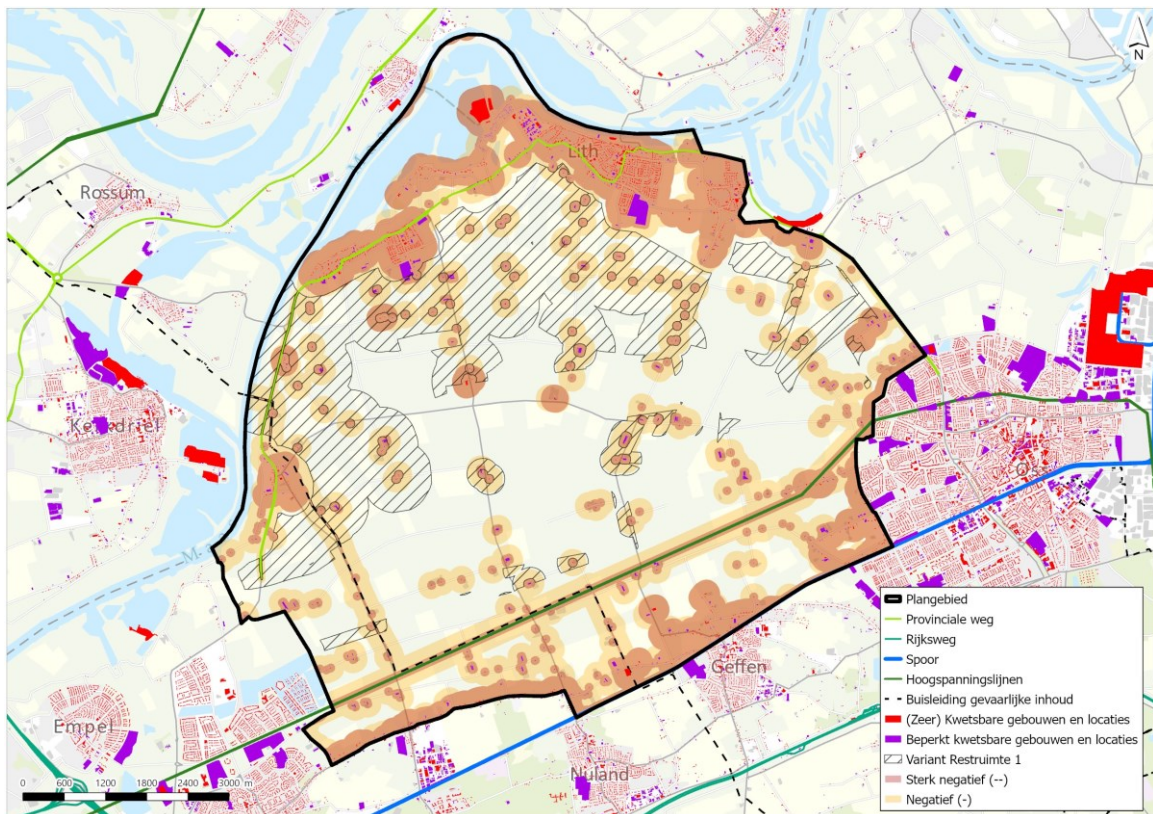 N
Lith
Rossum
Kerkdriel
Oss
M
Geffen
Empel
Nuland
0 600 1200 1800 2400 3000 m
Plangebied
Provinciale weg
Rijksweg
Spoor
Hoogspanningslijnen
Buisleiding gevaarlijke inhoud
(Zeer) Kwetsbare gebouwen en locaties
Beperkt kwetsbare gebouwen en locaties
Variant Restruimte 1
Sterk negatief (--)
Negatief (-)